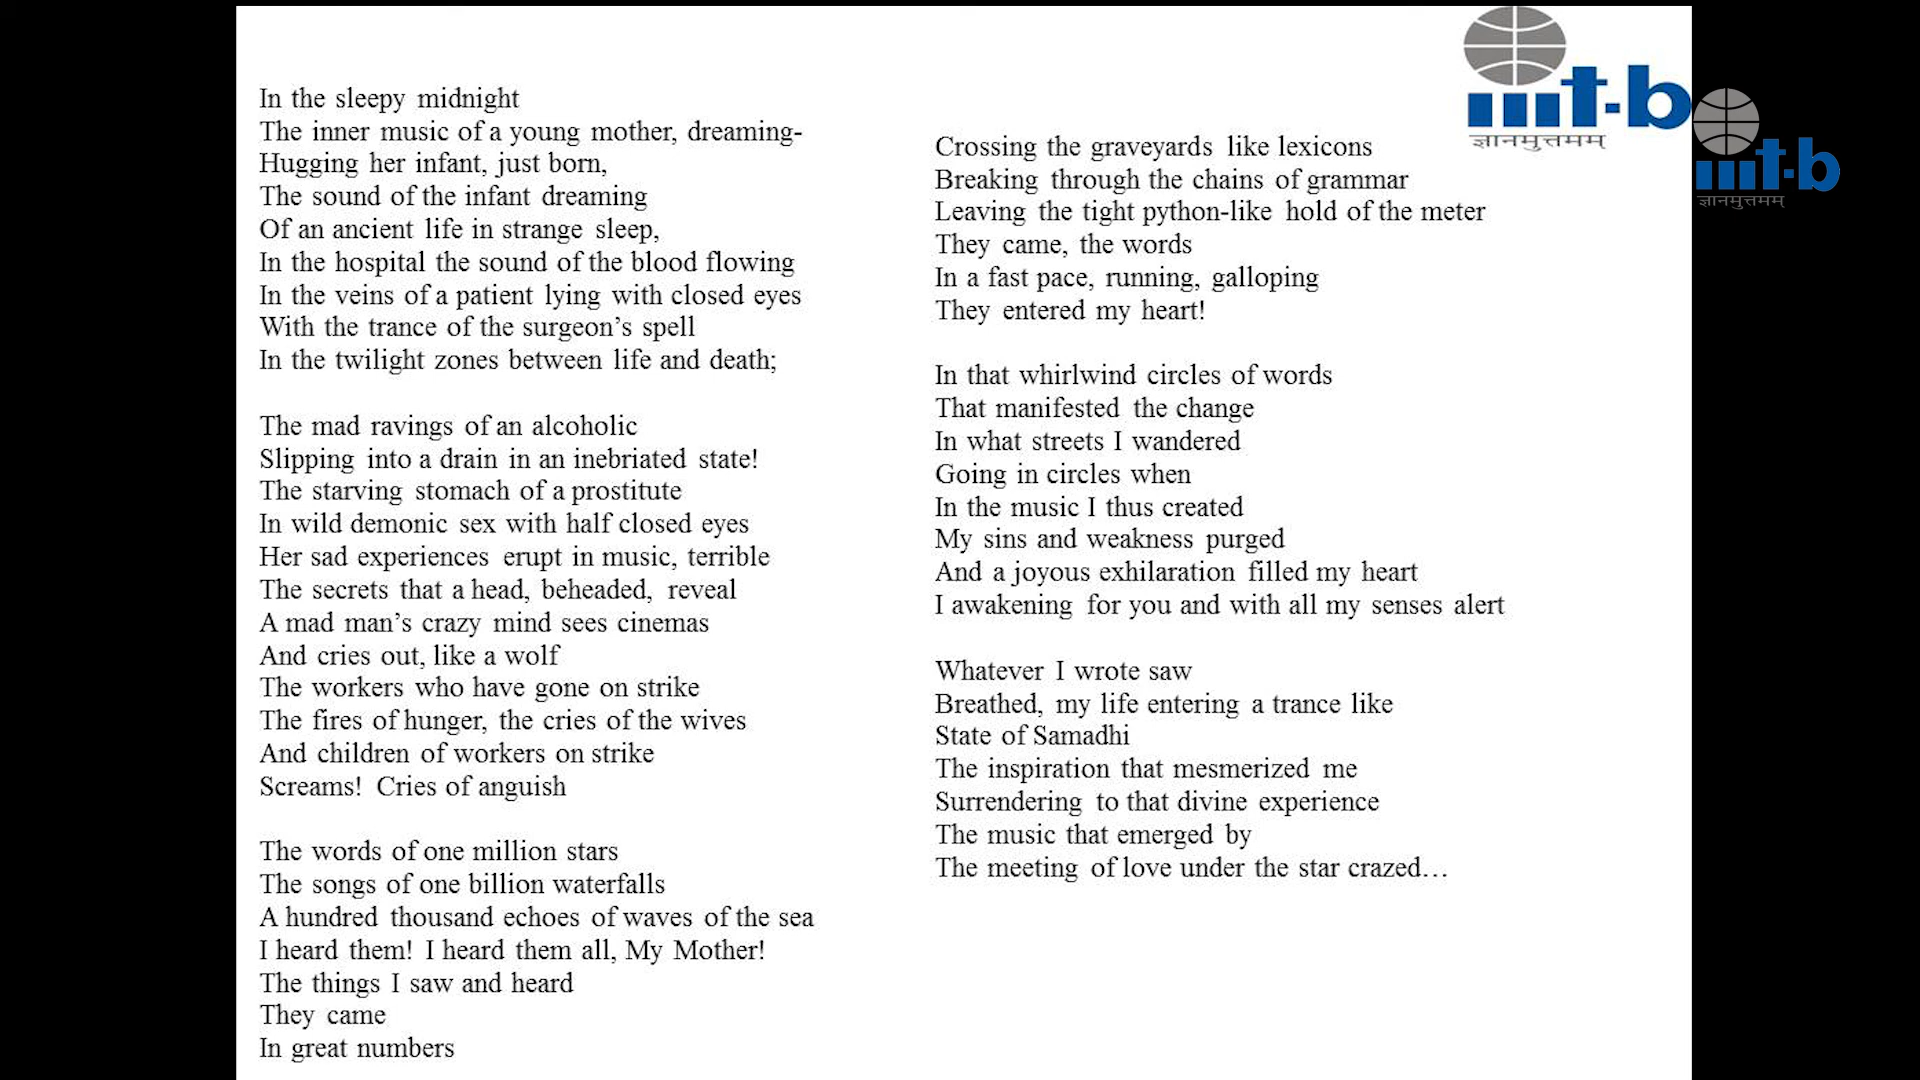 In the sleepy midnight
The inner music of a young mother, dreaming-
Hugging her infant, just born,
The sound of the infant dreaming
Of an ancient life in strange sleep,
In the hospital the sound of the blood flowing
In the veins of a patient lying with closed eyes
With the trance of the surgeon’s spell
In the twilight zones between life and death;
The mad ravings of an alcoholic
Slipping into a drain in an inebriated state!
The starving stomach of a prostitute
In wild demonic sex with half closed eyes
Her sad experiences erupt in music, terrible
The secrets that a head, beheaded, reveal
A mad man’s crazy mind sees cinemas
And cries out, like a wolf
The workers who have gone on strike
The fires of hunger, the cries of the wives
And children of workers on strike
Screams! Cries of anguish
The words of one million stars
The songs of one billion waterfalls
A hundred thousand echoes of waves of the sea
I heard them! I heard them all, My Mother!
The things I saw and heard
They came
In great numbers
Crossing the graveyards like lexicons
Breaking through the chains of grammar
Leaving the tight python-like hold of the meter
They came, the words
In a fast pace, running, galloping
They entered my heart!
In that whirlwind circles of words
That manifested the change
In what streets I wandered
Going in circles when
In the music I thus created
My sins and weakness purged
And a joyous exhilaration filled my heart
I awakening for you and with all my senses alert
Whatever I wrote saw
Breathed, my life entering a trance like
State of Samadhi
The inspiration that mesmerized me
Surrendering to that divine experience
The music that emerged by
The meeting of love under the star crazed…
iiit-b
ज्ञानमुत्तमम्
iiit-b
ज्ञानमुत्तमम्